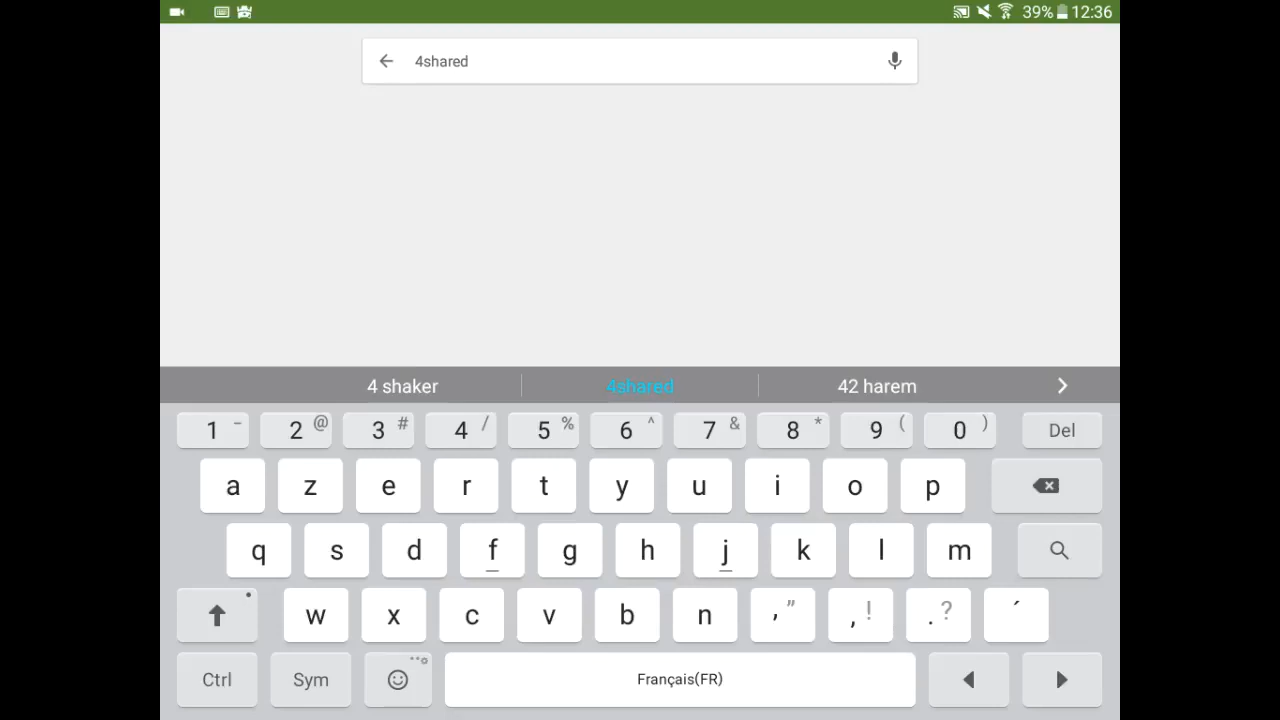 39% 12:36
4shared
4 shaker 4shared 42 harem
1 – 2 @ 3 # 4 / 5 % 6 ^ 7 & 8 * 9 ( 0 ) Del
a z e r t y u i o p
q s d f g h j k l m
w x c v b n ' " , ! . ? ´
Ctrl Sym Français(FR)